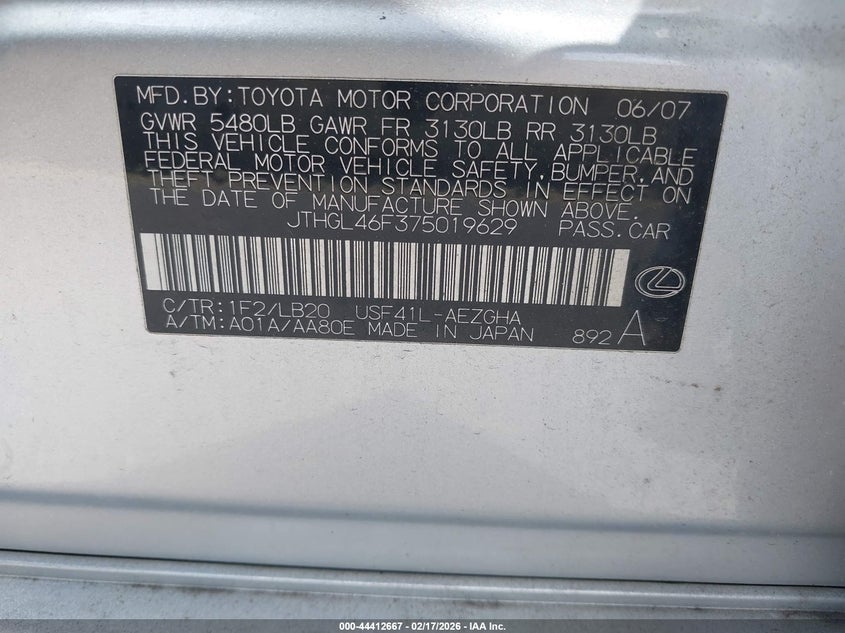 MFD.BY:TOYOTA MOTOR CORPORATION 06/07
GVWR 5480LB GAWR FR 3130LB RR 3130LB
THIS VEHICLE CONFORMS TO ALL APPLICABLE
FEDERAL MOTOR VEHICLE SAFETY,BUMPER,AND
THEFT PREVENTION STANDARDS IN EFFECT ON
THE DATE OF MANUFACTURE SHOWN ABOVE.
JTHGL46F375019629 PASS.CAR
C/TR:1F2/LB20 USF41L-AEZGHA
A/TM:A01A/AA80E MADE IN JAPAN 892 A
000-44412667 - 02/17/2026 - IAA Inc.